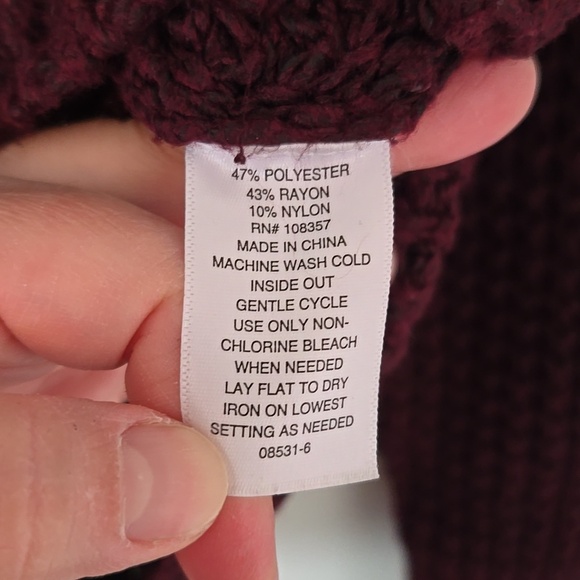 47% POLYESTER
43% RAYON
10% NYLON
RN# 108357
MADE IN CHINA
MACHINE WASH COLD
INSIDE OUT
GENTLE CYCLE
USE ONLY NON-
CHLORINE BLEACH
WHEN NEEDED
LAY FLAT TO DRY
IRON ON LOWEST
SETTING AS NEEDED
08531-6